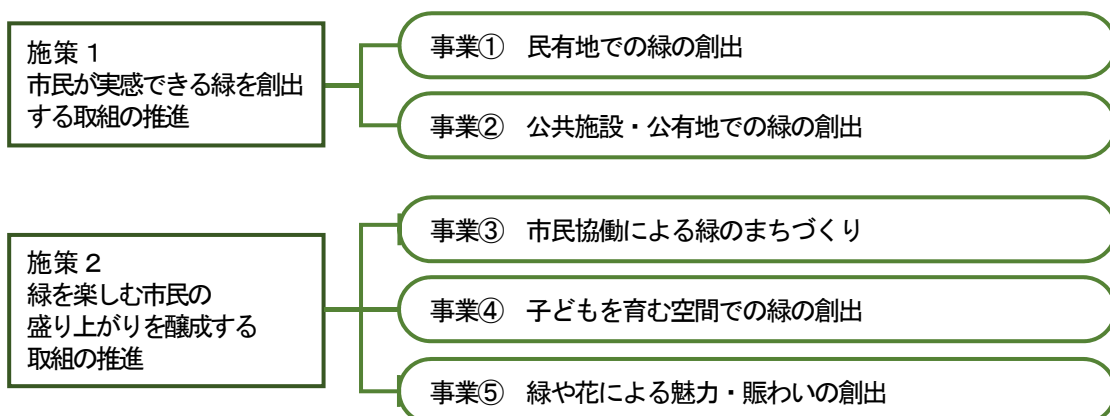 施策１
市民が実感できる緑を創出
する取組の推進
事業① 民有地での緑の創出
事業② 公共施設・公有地での緑の創出
施策２
緑を楽しむ市民の
盛り上がりを醸成する
取組の推進
事業③ 市民協働による緑のまちづくり
事業④ 子どもを育む空間での緑の創出
事業⑤ 緑や花による魅力・賑わいの創出